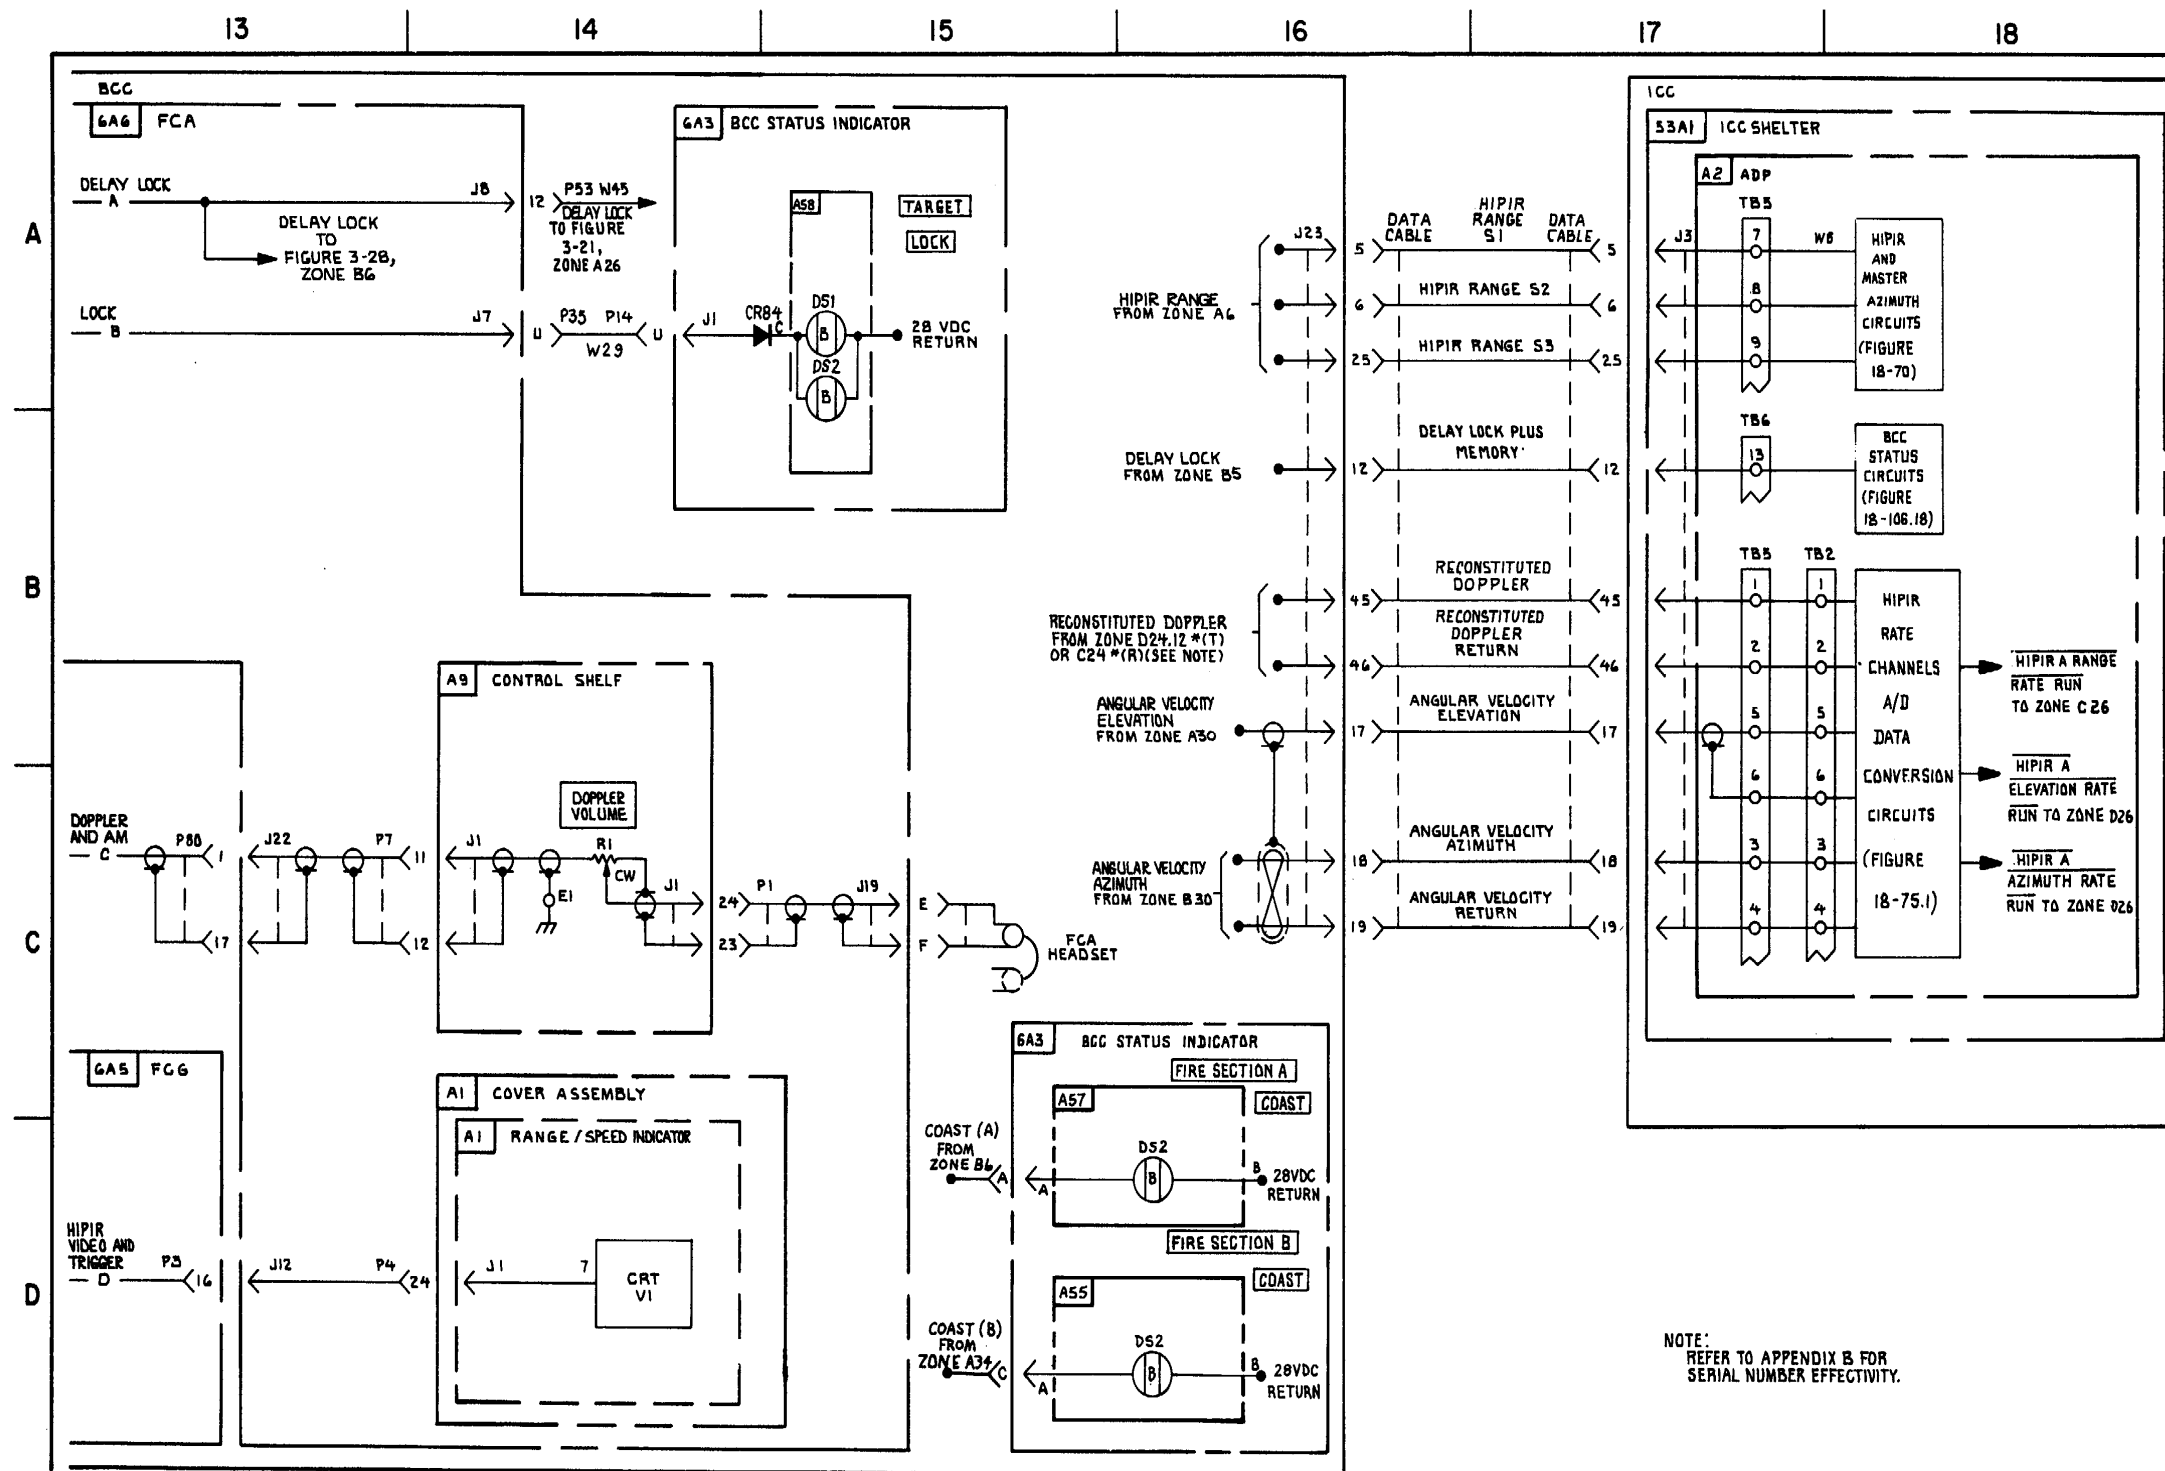 13
14
15
16
17
18
A
B
C
D
BCC
6A6
FCA
DELAY LOCK
A
J8
12
P53 W45
DELAY LOCK
TO FIGURE
3-21,
ZONE A26
DELAY LOCK
TO
FIGURE 3-28,
ZONE B6
LOCK
B
J7
U
P35
P14
W29
U
6A3
BCC STATUS INDICATOR
A58
TARGET
LOCK
J1
CR84
C
DS1
B
DS2
B
28 VDC
RETURN
HIPIR RANGE
FROM ZONE A6
J23
5
6
25
DATA
CABLE
HIPIR
RANGE
S1
DATA
CABLE
5
HIPIR RANGE S2
6
HIPIR RANGE S3
25
DELAY LOCK
FROM ZONE B5
12
DELAY LOCK PLUS
MEMORY
12
RECONSTITUTED DOPPLER
FROM ZONE D24.12 *(T)
OR C24 *(R)(SEE NOTE)
45
RECONSTITUTED
DOPPLER
45
46
RECONSTITUTED
DOPPLER
RETURN
46
ANGULAR VELOCITY
ELEVATION
FROM ZONE A30
17
ANGULAR VELOCITY
ELEVATION
17
ANGULAR VELOCITY
AZIMUTH
FROM ZONE B30
18
ANGULAR VELOCITY
AZIMUTH
18
19
ANGULAR VELOCITY
RETURN
19
ICC
53A1
ICC SHELTER
A2
ADP
J3
TB5
7
8
9
W6
HIPIR
AND
MASTER
AZIMUTH
CIRCUITS
(FIGURE
18-70)
TB6
13
BCC
STATUS
CIRCUITS
(FIGURE
18-106.18)
TB5
TB2
1
1
2
2
5
5
6
6
3
3
4
4
HIPIR
RATE
CHANNELS
A/D
DATA
CONVERSION
CIRCUITS
(FIGURE
18-75.1)
HIPIR A RANGE
RATE RUN
TO ZONE C26
HIPIR A
ELEVATION RATE
RUN TO ZONE D26
HIPIR A
AZIMUTH RATE
RUN TO ZONE D26
DOPPLER
AND AM
C
P80
1
17
J22
P7
11
12
A9
CONTROL SHELF
J1
DOPPLER
VOLUME
R1
CW
E1
J1
24
23
P1
J19
E
F
FCA
HEADSET
6A5
FCG
HIPIR
VIDEO AND
TRIGGER
D
P3
16
J12
P4
24
A1
COVER ASSEMBLY
A1
RANGE/SPEED INDICATOR
J1
7
CRT
V1
6A3
BCC STATUS INDICATOR
FIRE SECTION A
A57
COAST
COAST (A)
FROM
ZONE B6
A
A
DS2
B
B
28VDC
RETURN
FIRE SECTION B
A55
COAST
COAST (B)
FROM
ZONE A34
C
A
DS2
B
B
28VDC
RETURN
NOTE:
REFER TO APPENDIX B FOR
SERIAL NUMBER EFFECTIVITY.